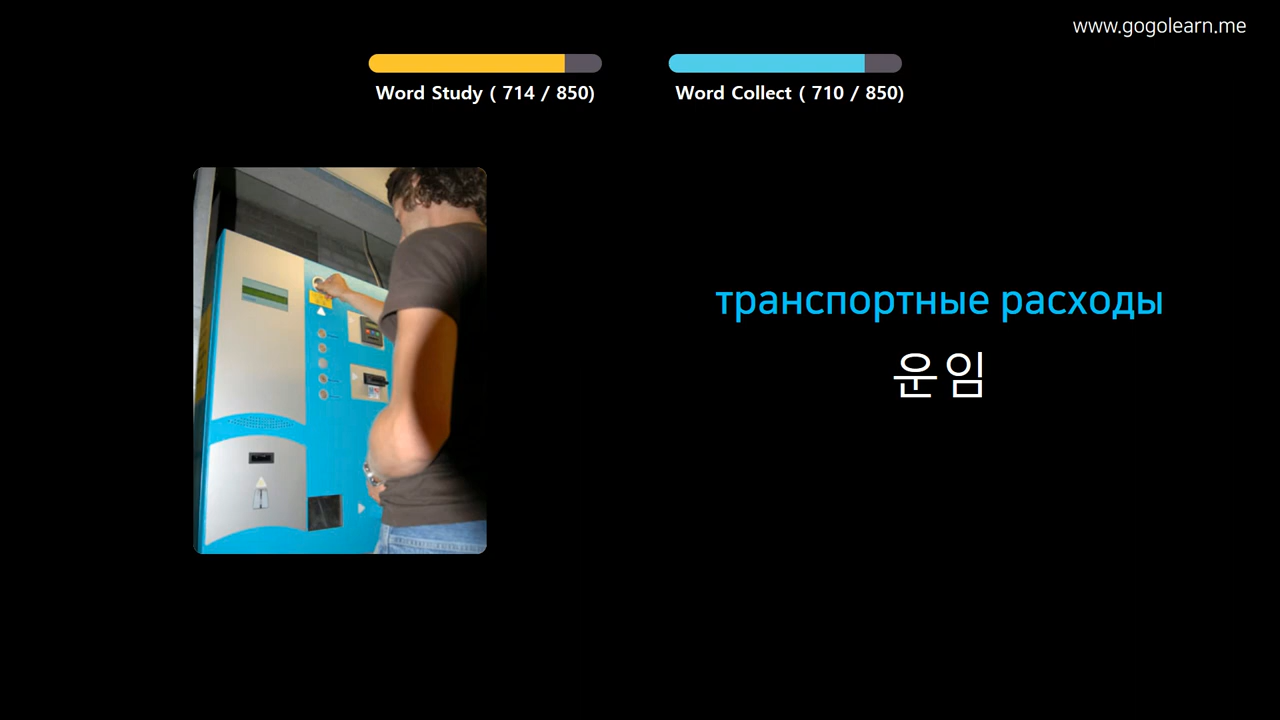 www.gogolearn.me
Word Study ( 714 / 850)
Word Collect ( 710 / 850)
транспортные расходы
운임